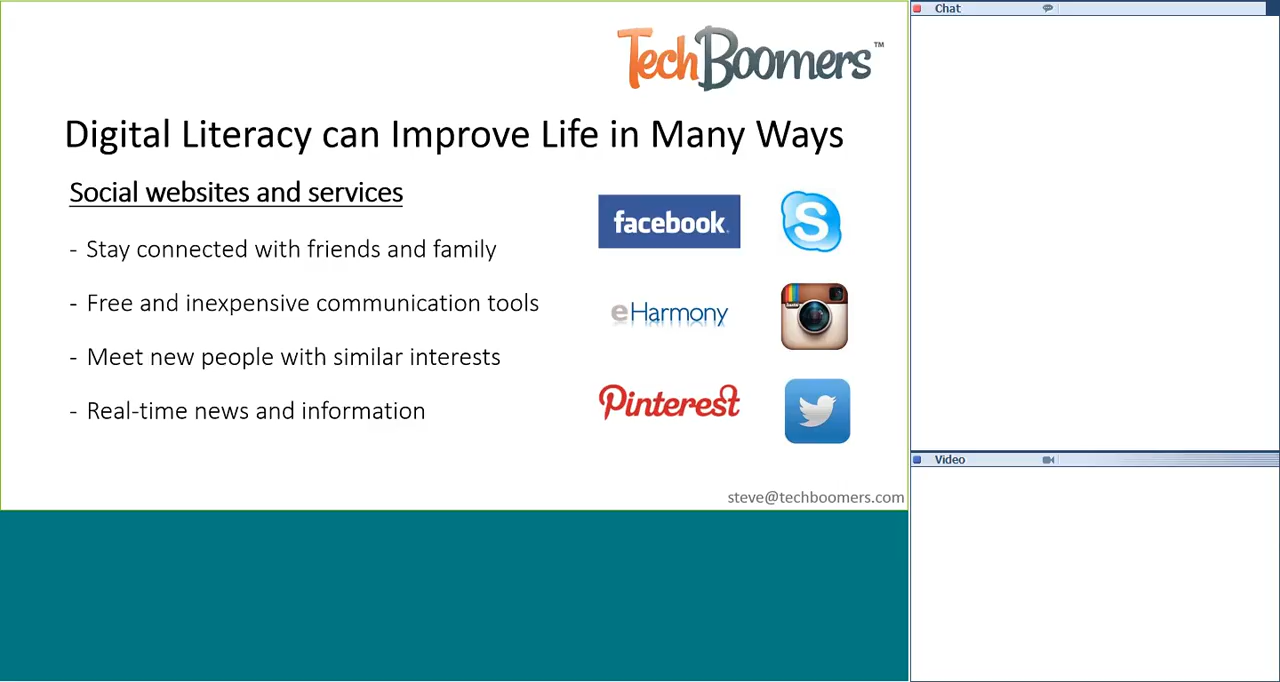 TechBoomers™
Digital Literacy can Improve Life in Many Ways
Social websites and services
- Stay connected with friends and family
- Free and inexpensive communication tools
- Meet new people with similar interests
- Real-time news and information
facebook.
S
eHarmony
Pinterest
steve@techboomers.com
Chat
Video